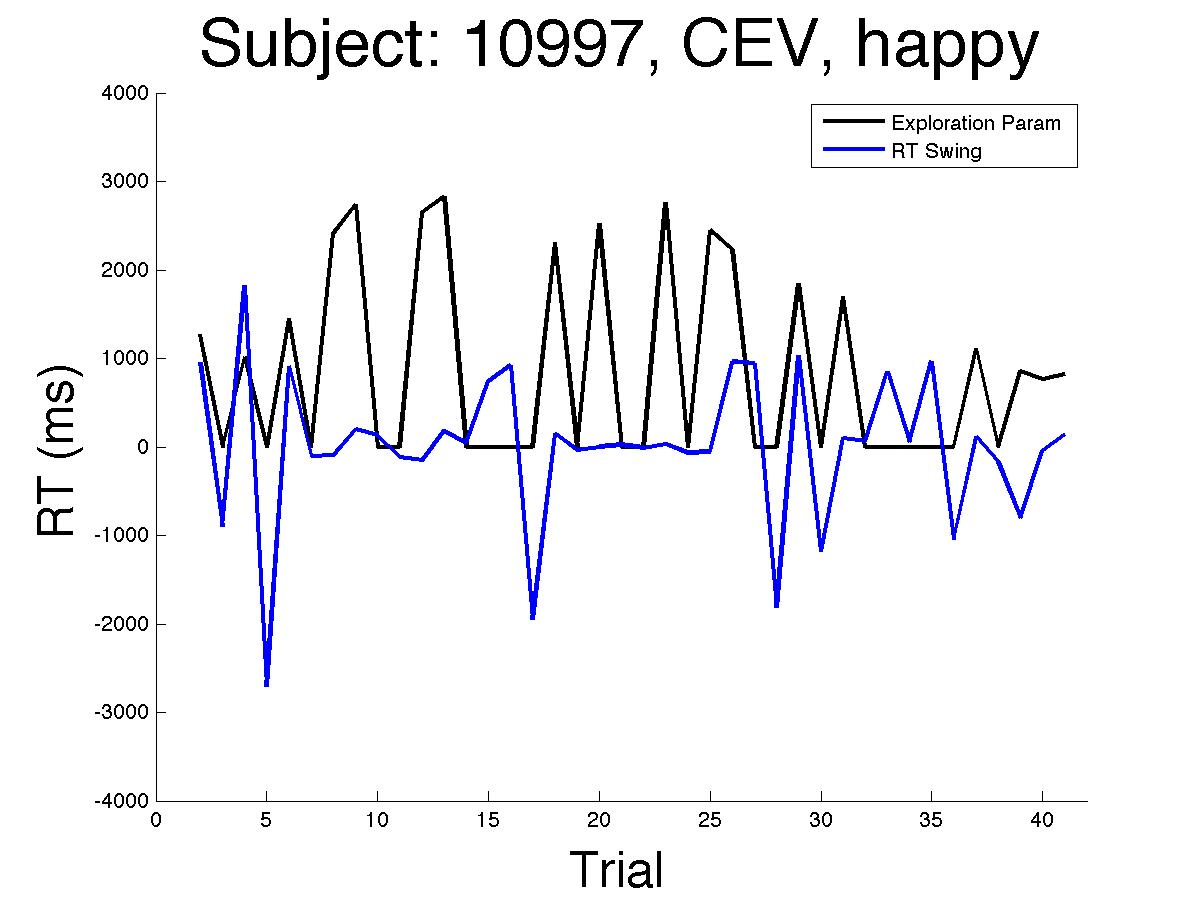 Subject: 10997, CEV, happy
4000
Exploration Param
RT Swing
3000
2000
1000
0
-1000
-2000
-3000
-4000
RT (ms)
0 5 10 15 20 25 30 35 40
Trial